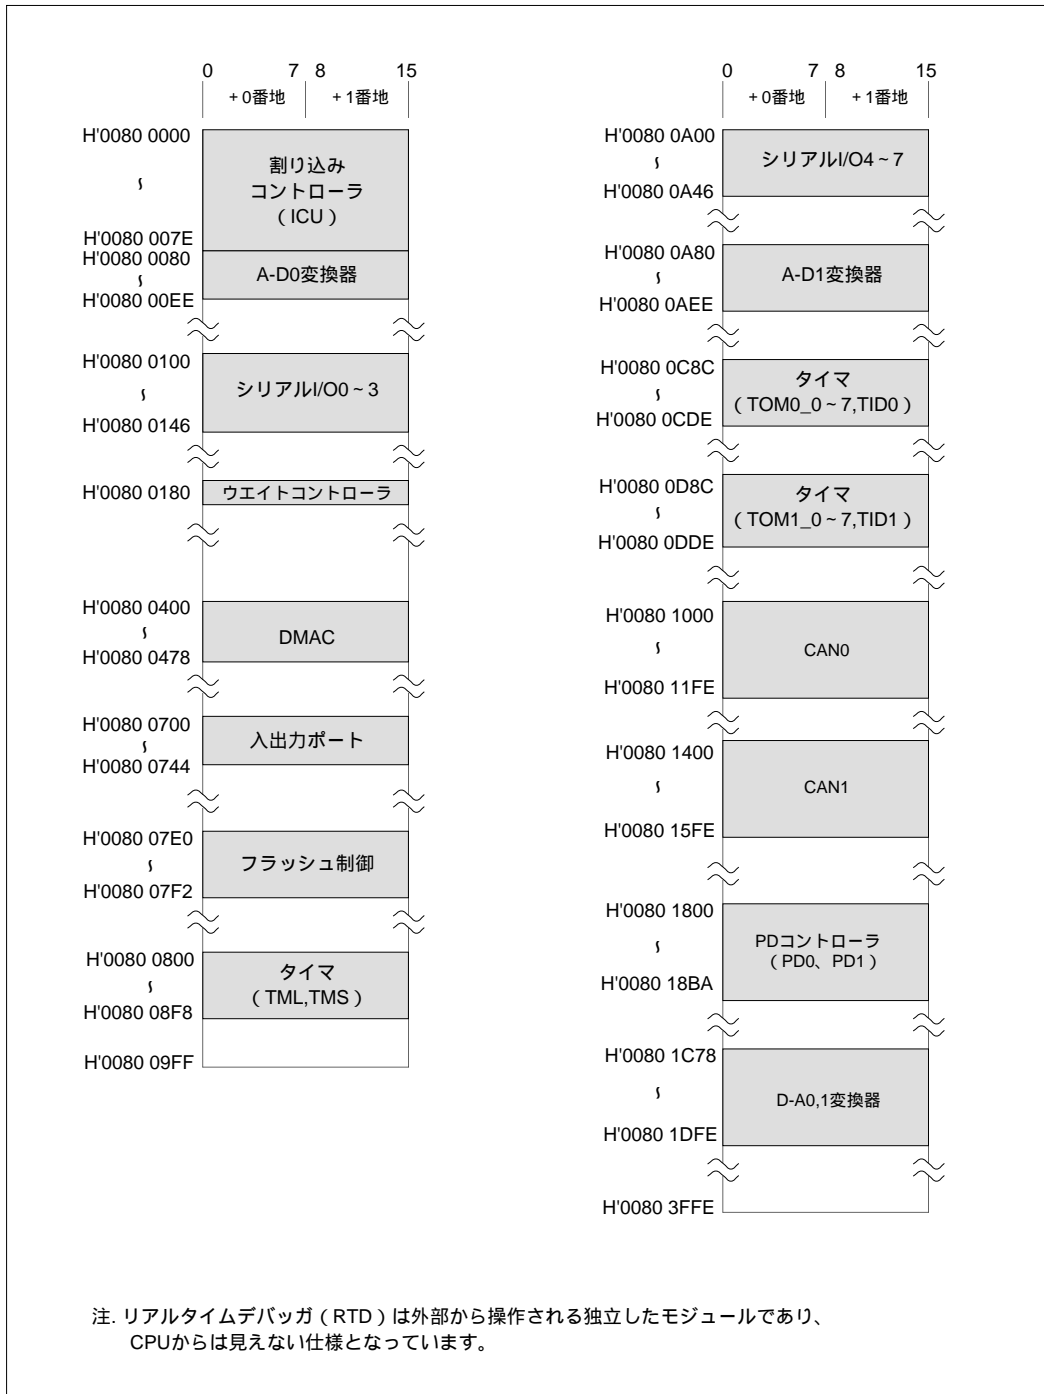 0 7 8 15
+0番地 +1番地
H'0080 0000
~
H'0080 007E
割り込み
コントローラ
(ICU)
H'0080 0080
~
H'0080 00EE
A-D0変換器
H'0080 0100
~
H'0080 0146
シリアルI/O0~3
H'0080 0180
ウエイトコントローラ
H'0080 0400
~
H'0080 0478
DMAC
H'0080 0700
~
H'0080 0744
入出力ポート
H'0080 07E0
~
H'0080 07F2
フラッシュ制御
H'0080 0800
~
H'0080 08F8
タイマ
(TML,TMS)
H'0080 09FF
0 7 8 15
+0番地 +1番地
H'0080 0A00
~
H'0080 0A46
シリアルI/O4~7
H'0080 0A80
~
H'0080 0AEE
A-D1変換器
H'0080 0C8C
~
H'0080 0CDE
タイマ
(TOM0_0~7,TID0)
H'0080 0D8C
~
H'0080 0DDE
タイマ
(TOM1_0~7,TID1)
H'0080 1000
~
H'0080 11FE
CAN0
H'0080 1400
~
H'0080 15FE
CAN1
H'0080 1800
~
H'0080 18BA
PDコントローラ
(PD0、PD1)
H'0080 1C78
~
H'0080 1DFE
D-A0,1変換器
H'0080 3FFE
注. リアルタイムデバッガ(RTD)は外部から操作される独立したモジュールであり、
CPUからは見えない仕様となっています。